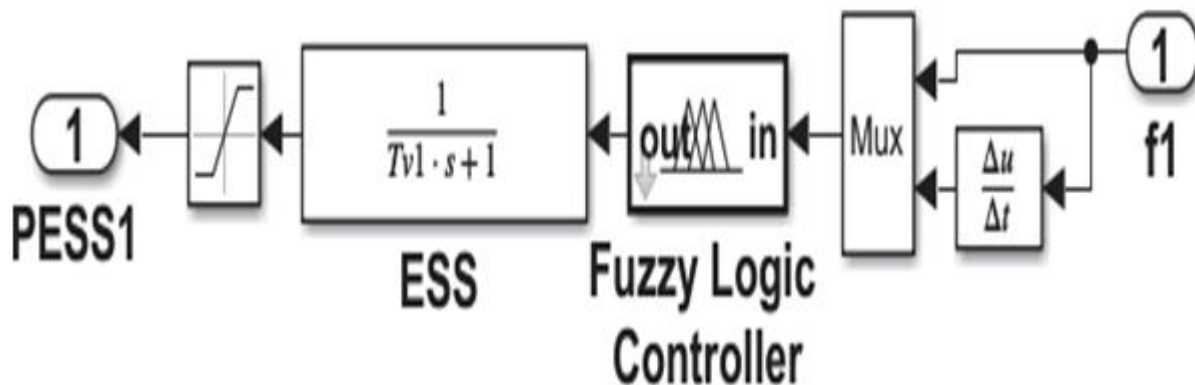 1
PESS1
1
Tv1 · s + 1
ESS
out in
Fuzzy Logic
Controller
Mux
Δu
Δt
1
f1